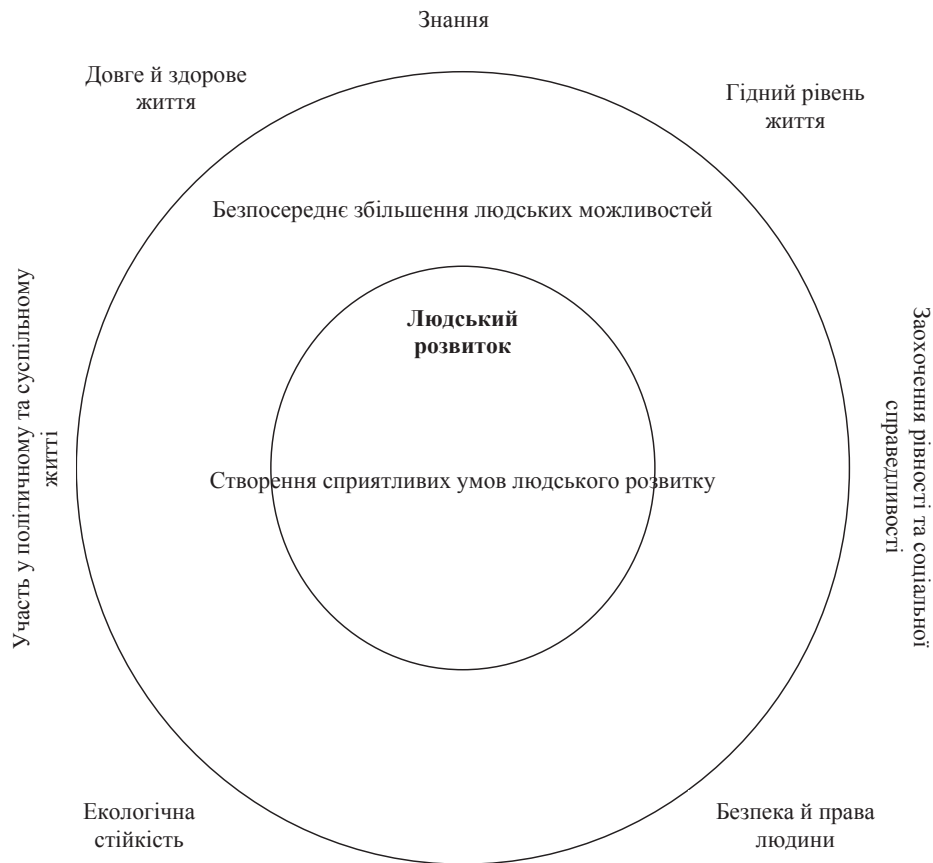 Знання
Довге й здорове
життя
Гідний рівень
життя
Безпосереднє збільшення людських можливостей
Людський
розвиток
Участь у політичному та суспільному
житті
Заохочення рівності та соціальної
справедливості
Створення сприятливих умов людського розвитку
Екологічна
стійкість
Безпека й права
людини